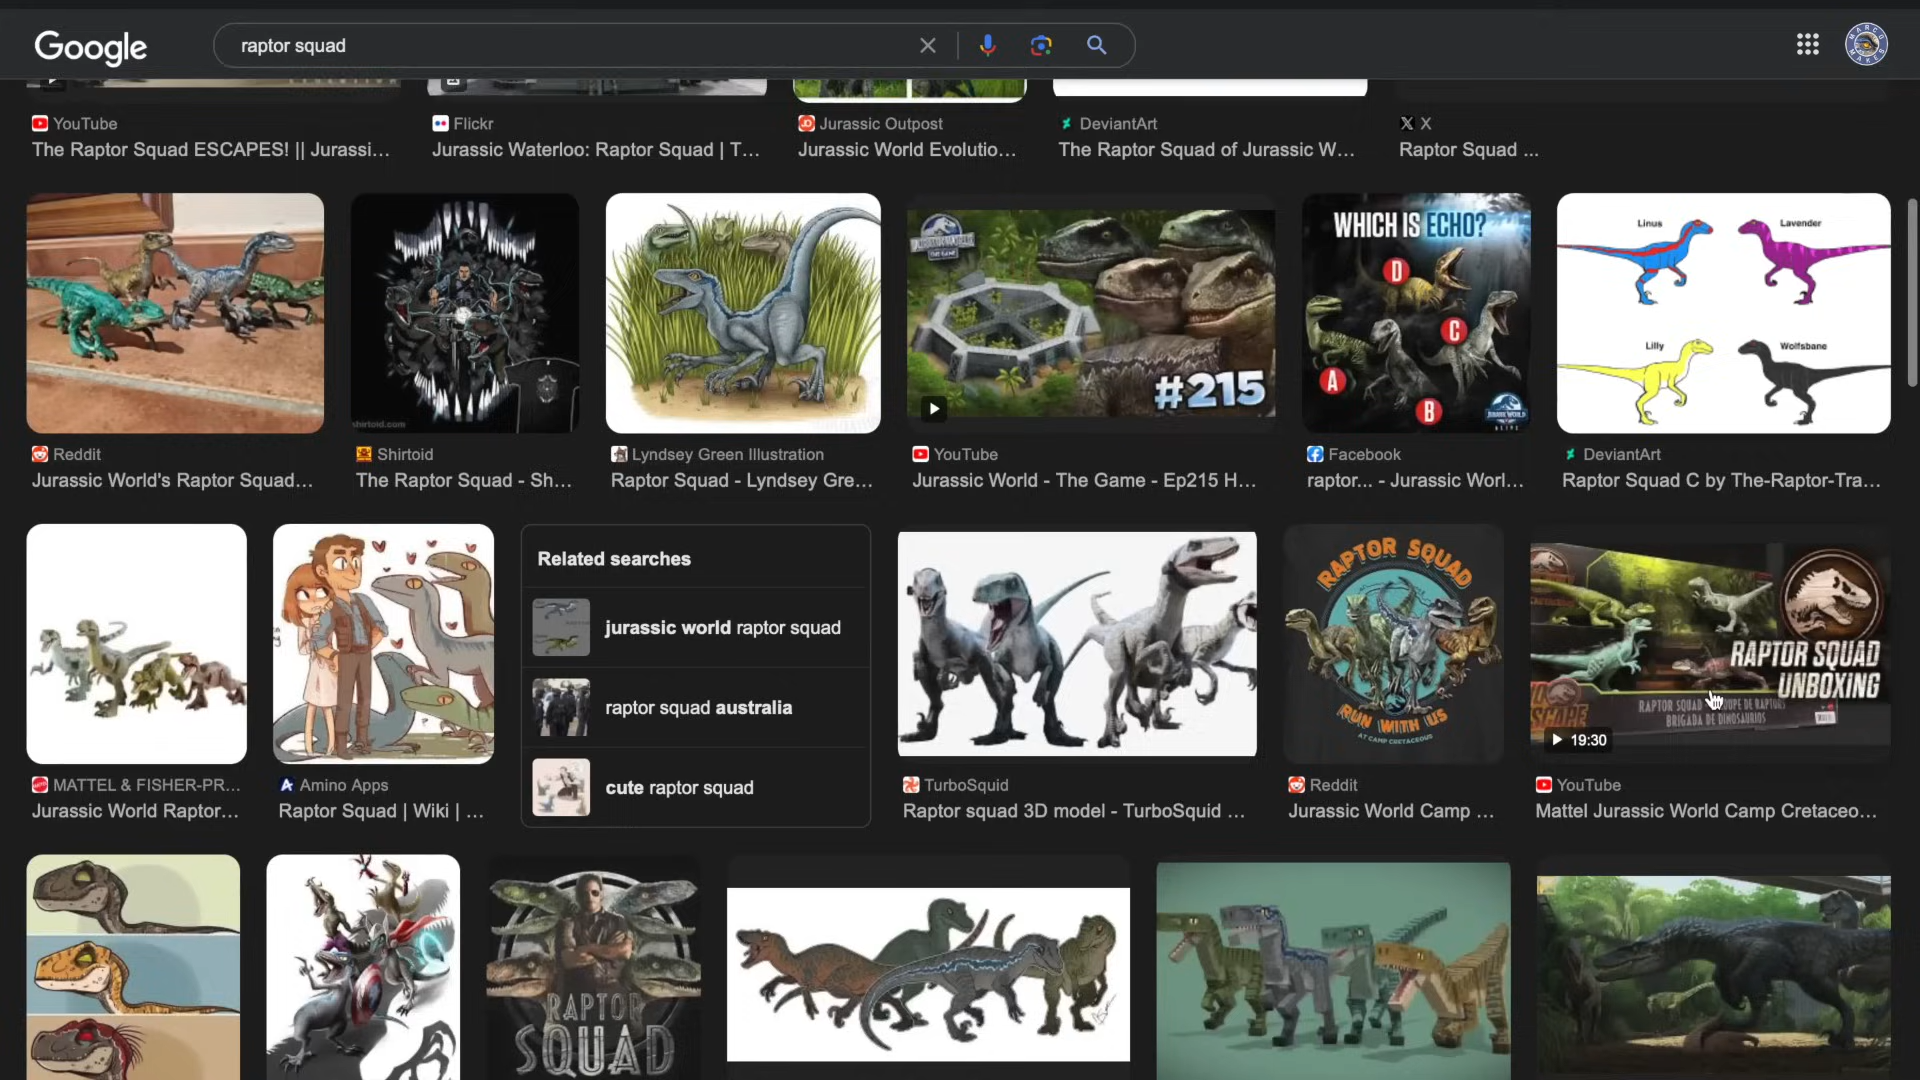 Google
raptor squad
YouTube
The Raptor Squad ESCAPES! || Jurassi...
Flickr
Jurassic Waterloo: Raptor Squad | T...
Jurassic Outpost
Jurassic World Evolutio...
DeviantArt
The Raptor Squad of Jurassic W...
X
Raptor Squad ...
shirtoid.com
#215
WHICH IS ECHO?
D
C
A
B
Linus
Lavender
Lilly
Wolfsbane
Reddit
Jurassic World's Raptor Squad...
Shirtoid
The Raptor Squad - Sh...
Lyndsey Green Illustration
Raptor Squad - Lyndsey Gre...
YouTube
Jurassic World - The Game - Ep215 H...
Facebook
raptor... - Jurassic Worl...
DeviantArt
Raptor Squad C by The-Raptor-Tra...
Related searches
jurassic world raptor squad
raptor squad australia
cute raptor squad
RAPTOR SQUAD
RUN WITH US
AT CAMP CRETACEOUS
RAPTOR SQUAD
UNBOXING
19:30
MATTEL & FISHER-PR...
Jurassic World Raptor...
Amino Apps
Raptor Squad | Wiki | ...
TurboSquid
Raptor squad 3D model - TurboSquid ...
Reddit
Jurassic World Camp ...
YouTube
Mattel Jurassic World Camp Cretaceo...
RAPTOR
SQUAD